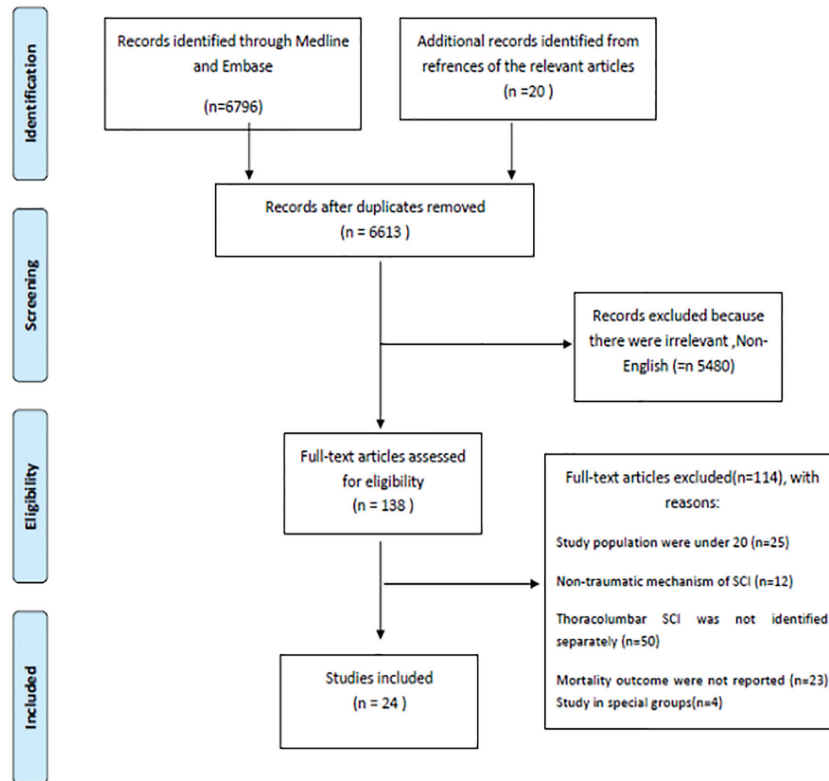 Identification
Records identified through Medline
and Embase
(n=6796)
Additional records identified from
refrences of the relevant articles
(n =20 )
Records after duplicates removed
(n = 6613 )
Screening
Records excluded because
there were irrelevant ,Non-
English (=n 5480)
Eligibility
Full-text articles assessed
for eligibility
(n = 138 )
Full-text articles excluded(n=114), with
reasons:
Study population were under 20 (n=25)
Non-traumatic mechanism of SCI (n=12)
Thoracolumbar SCI was not identified
separately (n=50)
Mortality outcome were not reported (n=23)
Study in special groups(n=4)
Included
Studies included
(n = 24 )